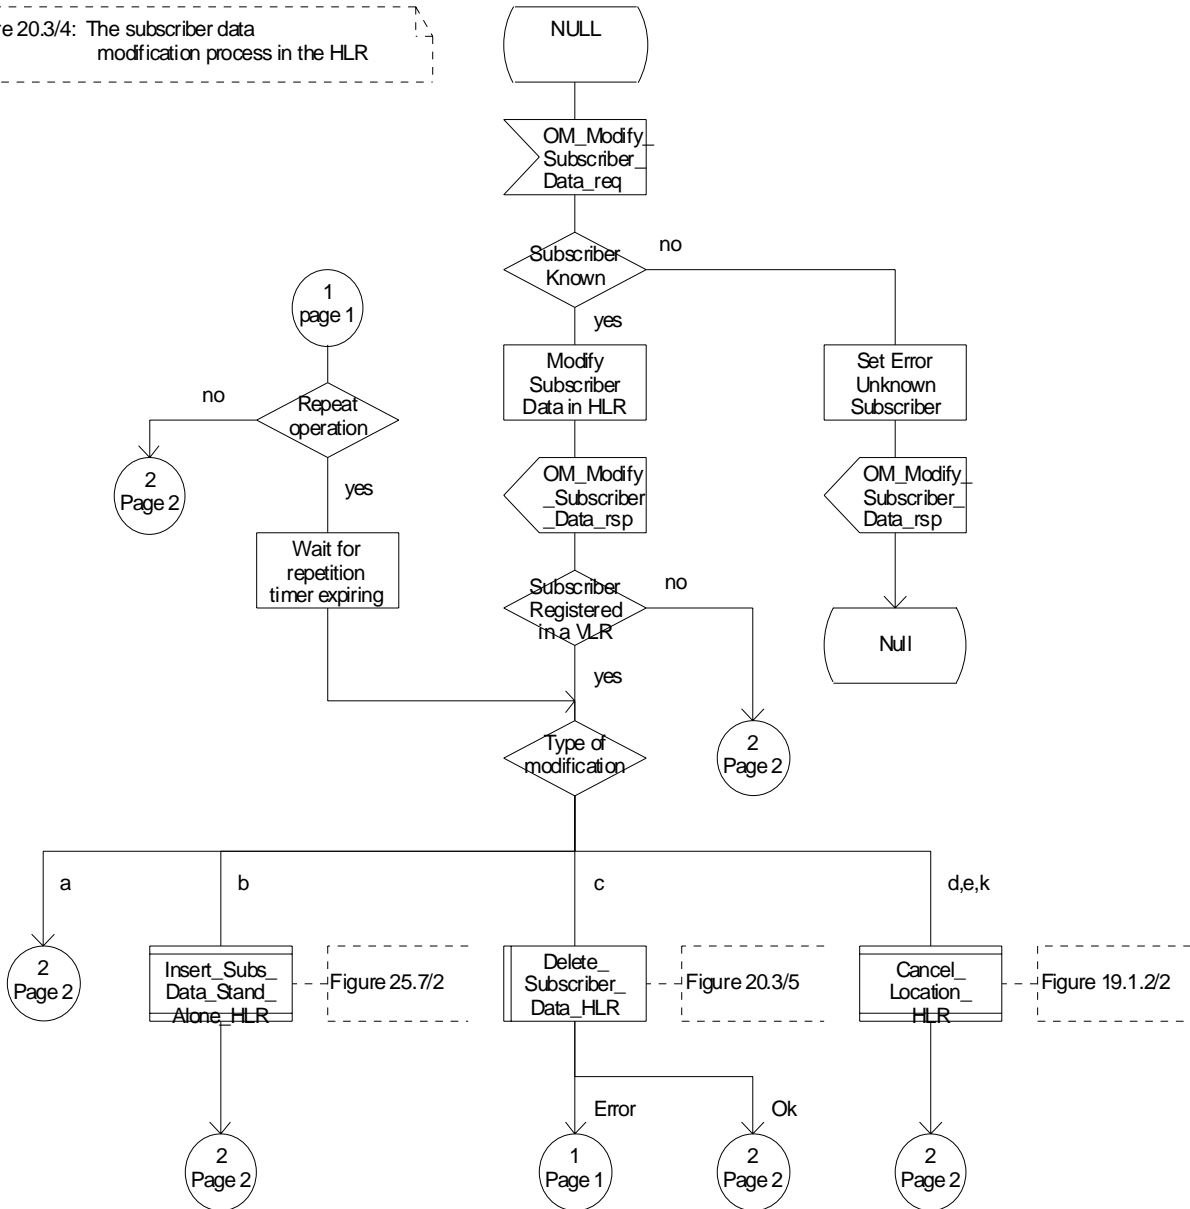 e 20.3/4: The subscriber data
modification process in the HLR
NULL
OM_Modify_
Subscriber_
Data_req
Subscriber
Known
no
yes
1
page 1
Modify
Subscriber
Data in HLR
Set Error
Unknown
Subscriber
no
Repeat
operation
2
Page 2
yes
OM_Modify
_Subscriber
_Data_rsp
OM_Modify_
Subscriber_
Data_rsp
Wait for
repetition
timer expiring
Subscriber
Registered
in a VLR
no
yes
Null
Type of
modification
2
Page 2
a
b
c
d,e,k
2
Page 2
Insert_Subs_
Data_Stand_
Alone_HLR
Figure 25.7/2
Delete_
Subscriber_
Data_HLR
Figure 20.3/5
Cancel_
Location_
HLR
Figure 19.1.2/2
Error
Ok
2
Page 2
1
Page 1
2
Page 2
2
Page 2